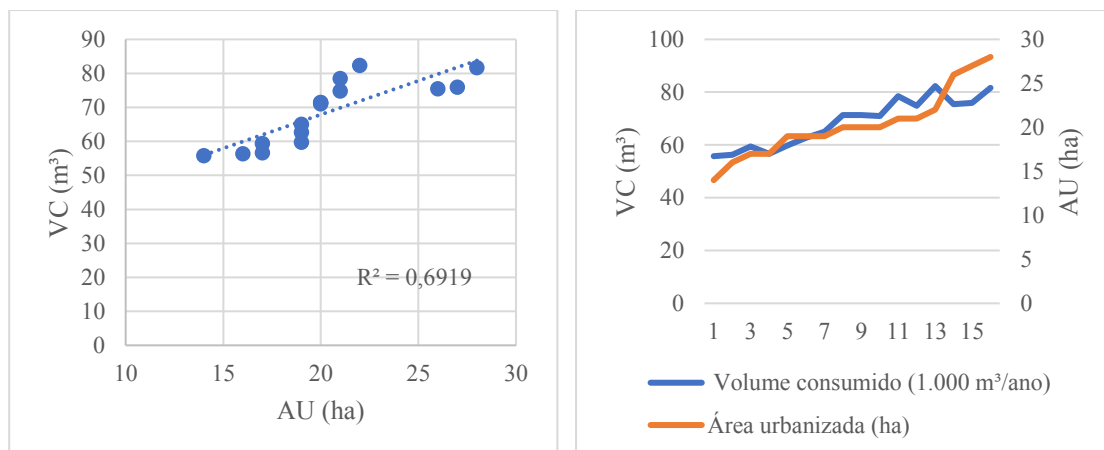 90
80
70
60
50
40
30
20
10
0
VC (m³)
R² = 0,6919
10 15 20 25 30
AU (ha)
100
80
60
40
20
0
VC (m³)
30
25
20
15
10
5
0
AU (ha)
1 3 5 7 9 11 13 15
Volume consumido (1.000 m³/ano)
Área urbanizada (ha)